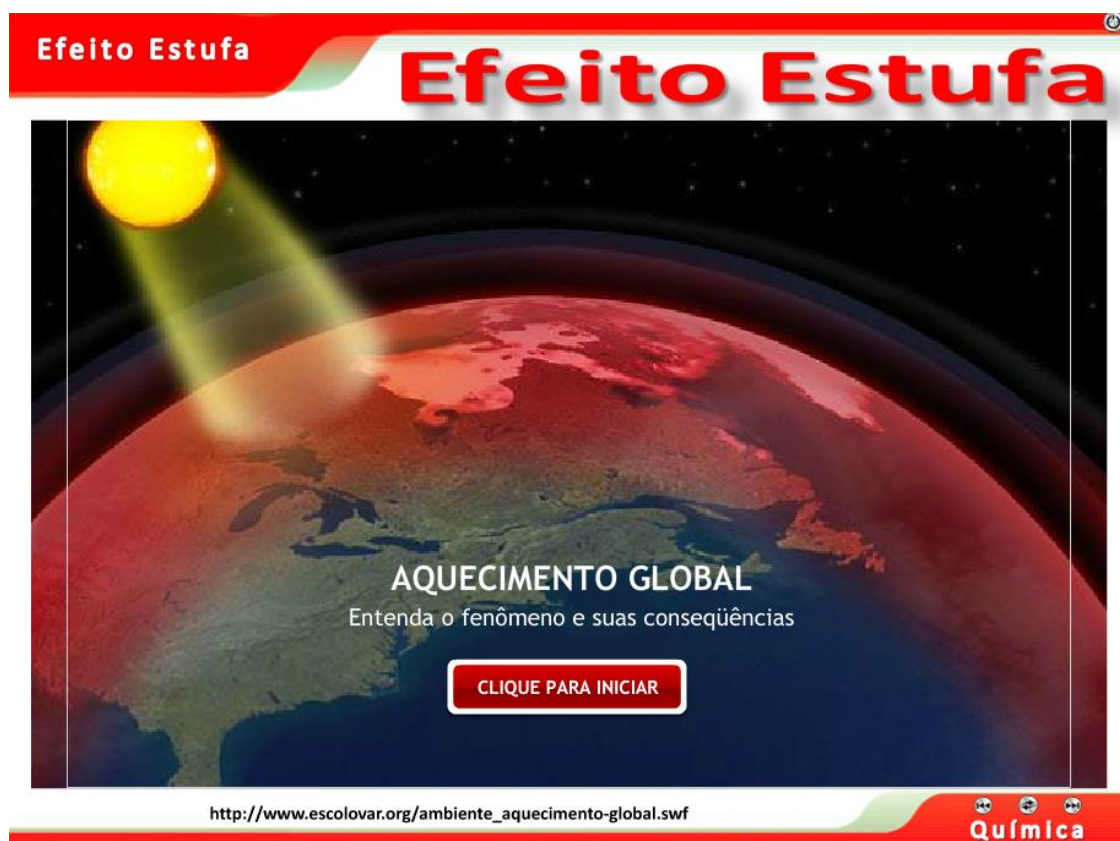 Efeito Estufa
Efeito Estufa
AQUECIMENTO GLOBAL
Entenda o fenômeno e suas conseqüências
CLIQUE PARA INICIAR
http://www.escolovar.org/ambiente_aquecimento-global.swf
Química